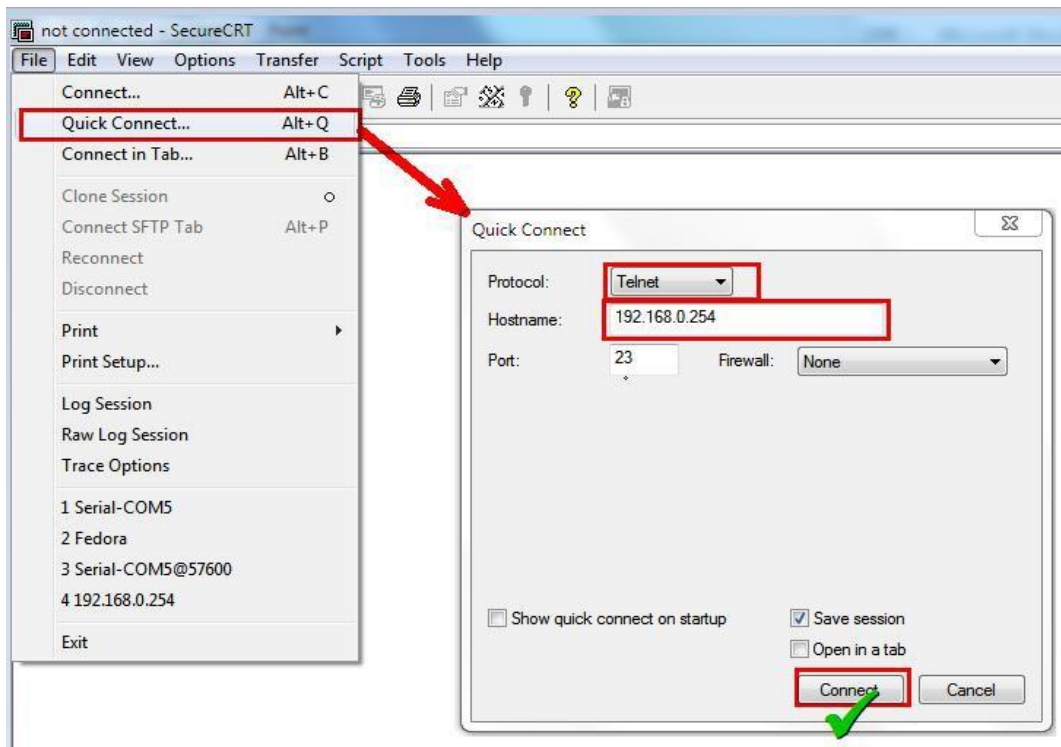 not connected - SecureCRT
File Edit View Options Transfer Script Tools Help
Connect... Alt+C
Quick Connect... Alt+Q
Connect in Tab... Alt+B
Clone Session
Connect SFTP Tab Alt+P
Reconnect
Disconnect
Print
Print Setup...
Log Session
Raw Log Session
Trace Options
1 Serial-COM5
2 Fedora
3 Serial-COM5@57600
4 192.168.0.254
Exit
Quick Connect
Protocol: Telnet
Hostname: 192.168.0.254
Port: 23 Firewall: None
Show quick connect on startup
Save session
Open in a tab
Connect Cancel